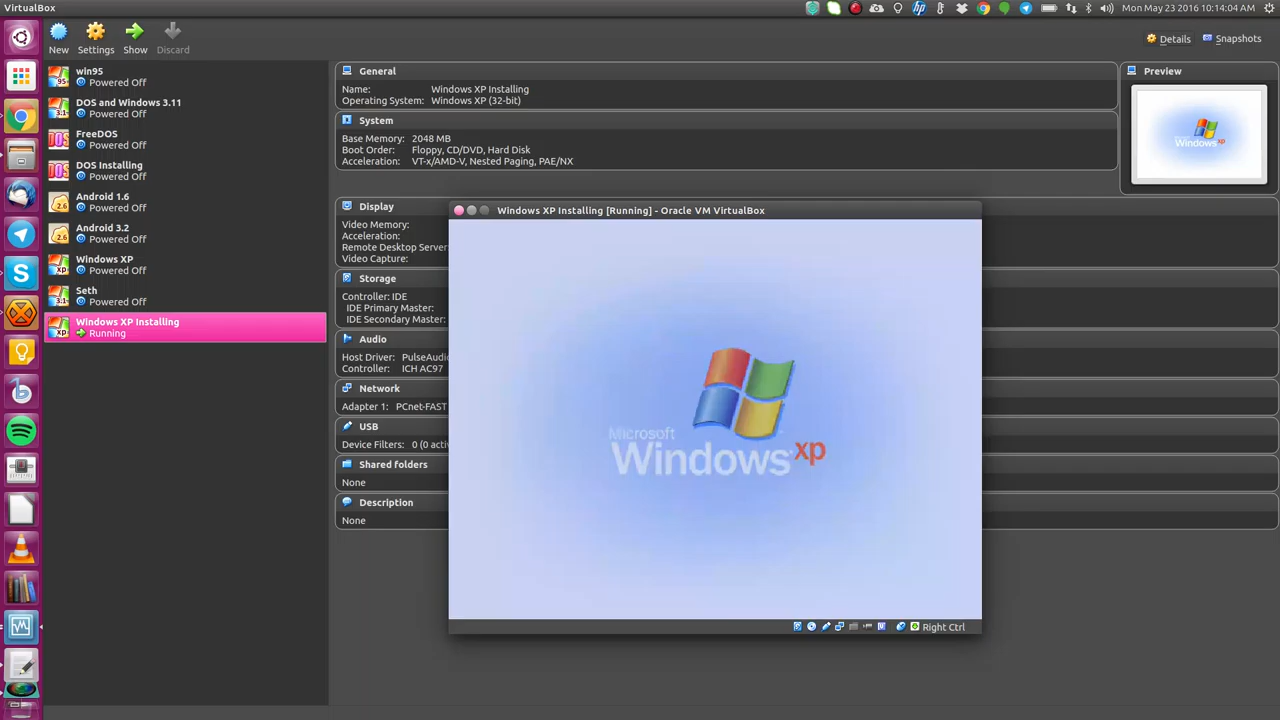 VirtualBox
Mon May 23 2016 10:14:04 AM
New
Settings
Show
Discard
Details
Snapshots
win95
Powered Off
DOS and Windows 3.11
Powered Off
FreeDOS
Powered Off
DOS Installing
Powered Off
Android 1.6
Powered Off
Android 3.2
Powered Off
Windows XP
Powered Off
Seth
Powered Off
Windows XP Installing
Running
General
Name: Windows XP Installing
Operating System: Windows XP (32-bit)
System
Base Memory: 2048 MB
Boot Order: Floppy, CD/DVD, Hard Disk
Acceleration: VT-x/AMD-V, Nested Paging, PAE/NX
Preview
Windows xp
Display
Video Memory:
Acceleration:
Remote Desktop Server:
Video Capture:
Storage
Controller: IDE
IDE Primary Master:
IDE Secondary Master:
Audio
Host Driver: PulseAudio
Controller: ICH AC97
Network
Adapter 1: PCnet-FAST
USB
Device Filters: 0 (0 activ
Shared folders
None
Description
None
Windows XP Installing [Running] - Oracle VM VirtualBox
Microsoft
Windows xp
Right Ctrl